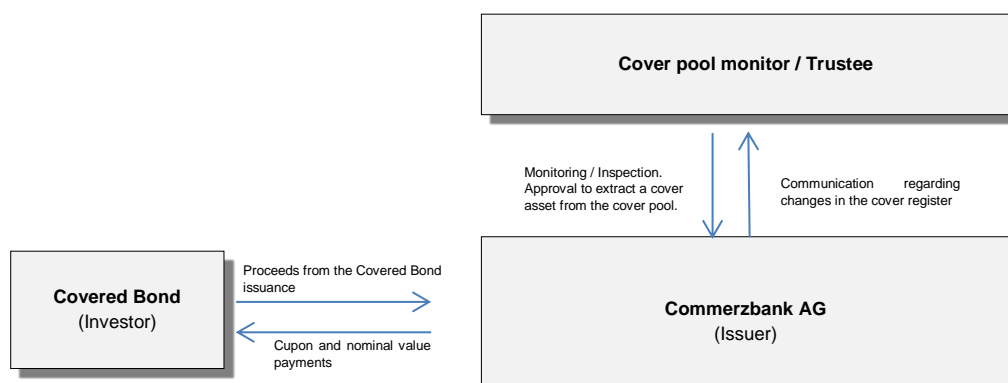 Cover pool monitor / Trustee
Monitoring / Inspection.
Approval to extract a cover
asset from the cover pool.
Communication regarding
changes in the cover register
Proceeds from the Covered Bond
issuance
Covered Bond
(Investor)
Commerzbank AG
(Issuer)
Cupon and nominal value
payments